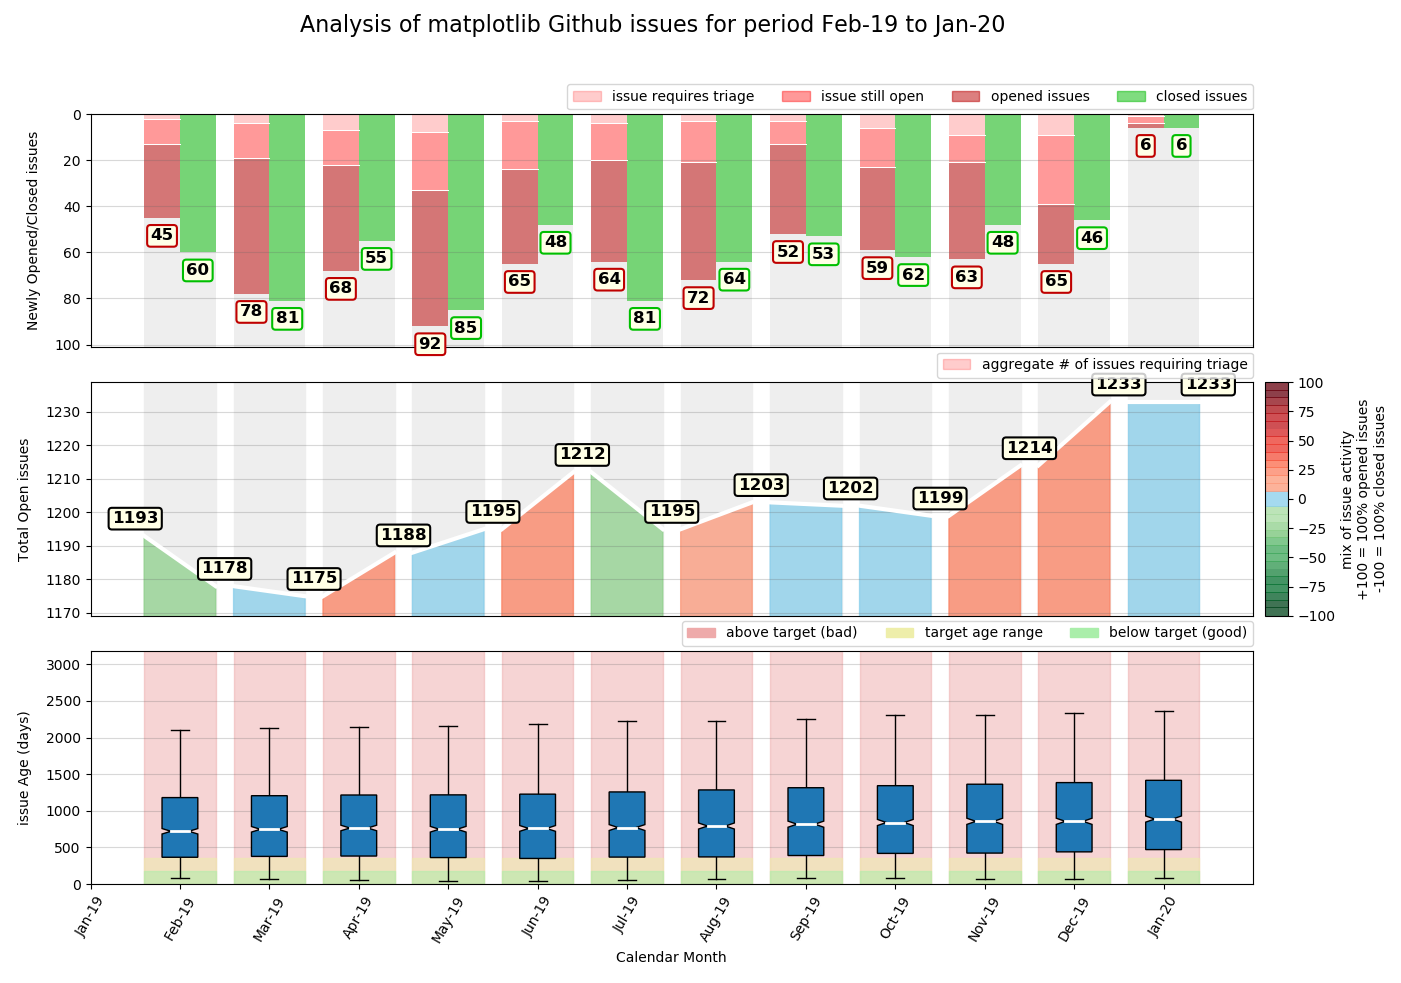 Analysis of matplotlib Github issues for period Feb-19 to Jan-20
issue requires triage issue still open opened issues closed issues
Newly Opened/Closed issues
0
20
40
60
80
100
45 60 78 81 68 55 92 85 65 48 64 81 72 64 52 53 59 62 63 48 65 46 6 6
aggregate # of issues requiring triage
Total Open issues
1230
1220
1210
1200
1190
1180
1170
1193 1178 1175 1188 1195 1212 1195 1203 1202 1199 1214 1233 1233
100
75
50
25
0
−25
−50
−75
−100
mix of issue activity
+100 = 100% opened issues
-100 = 100% closed issues
above target (bad) target age range below target (good)
issue Age (days)
3000
2500
2000
1500
1000
500
0
Jan-19 Feb-19 Mar-19 Apr-19 May-19 Jun-19 Jul-19 Aug-19 Sep-19 Oct-19 Nov-19 Dec-19 Jan-20
Calendar Month